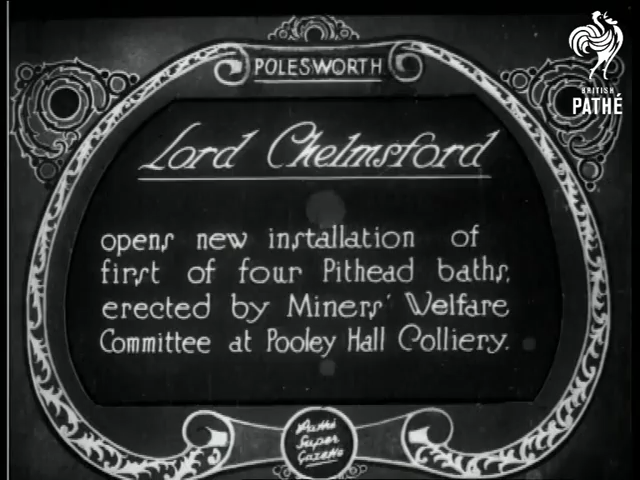 POLESWORTH
BRITISH
PATHÉ
Lord Chelmsford
opens new installation of
first of four Pithead baths,
erected by Miners' Welfare
Committee at Pooley Hall Colliery.
Pathé
Super
Gazette